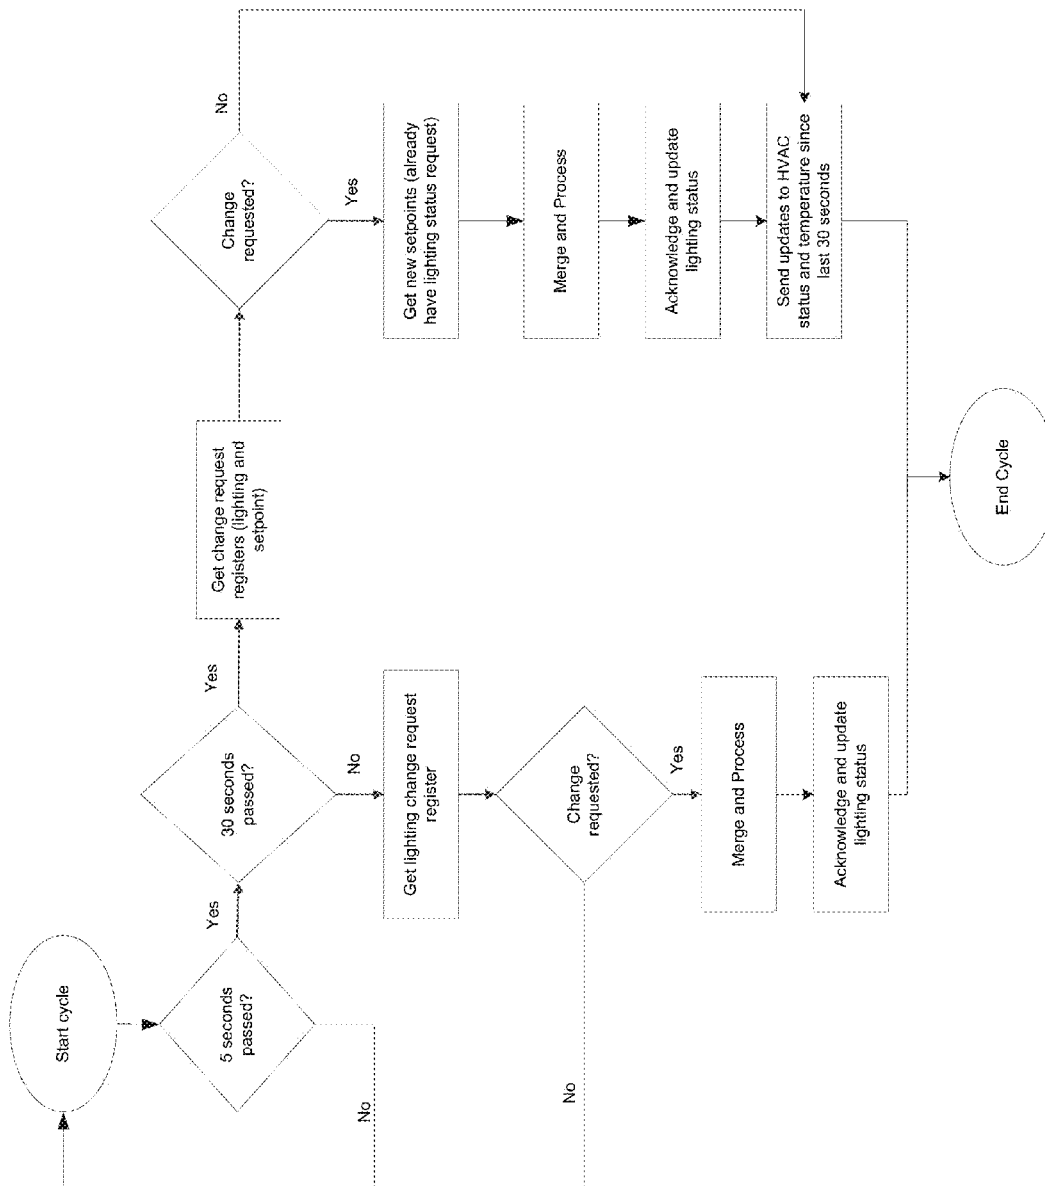 Start cycle
5 seconds
passed?
Yes
No
30 seconds
passed?
Yes
No
Get change request
registers (lighting and
setpoint)
Change
requested?
No
Yes
Get new setpoints (already
have lighting status request)
Merge and Process
Acknowledge and update
lighting status
Send updates to HVAC
status and temperature since
last 30 seconds
Get lighting change request
register
Change
requested?
No
Yes
Merge and Process
Acknowledge and update
lighting status
End Cycle